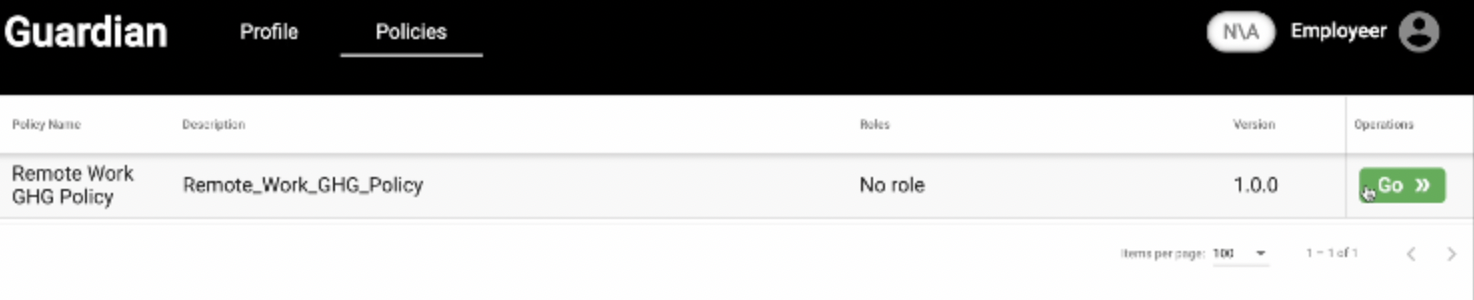 Guardian Profile Policies N\A Employeer
Policy Name Description Roles Version Operations
Remote Work
GHG Policy
Remote_Work_GHG_Policy No role 1.0.0 Go »
Items per page: 100 1 – 1 of 1